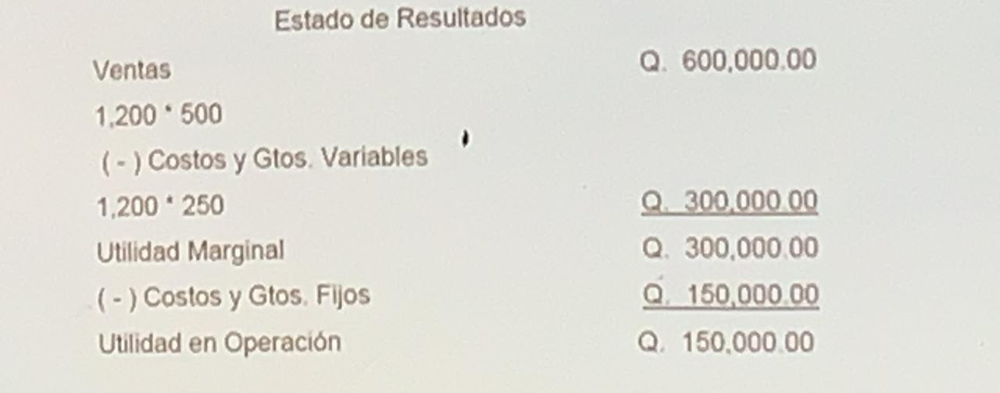 Estado de Resultados
Ventas Q. 600,000.00
1,200 * 500
( - ) Costos y Gtos. Variables
1,200 * 250 Q. 300,000.00
Utilidad Marginal Q. 300,000.00
( - ) Costos y Gtos. Fijos Q. 150,000.00
Utilidad en Operación Q. 150,000.00